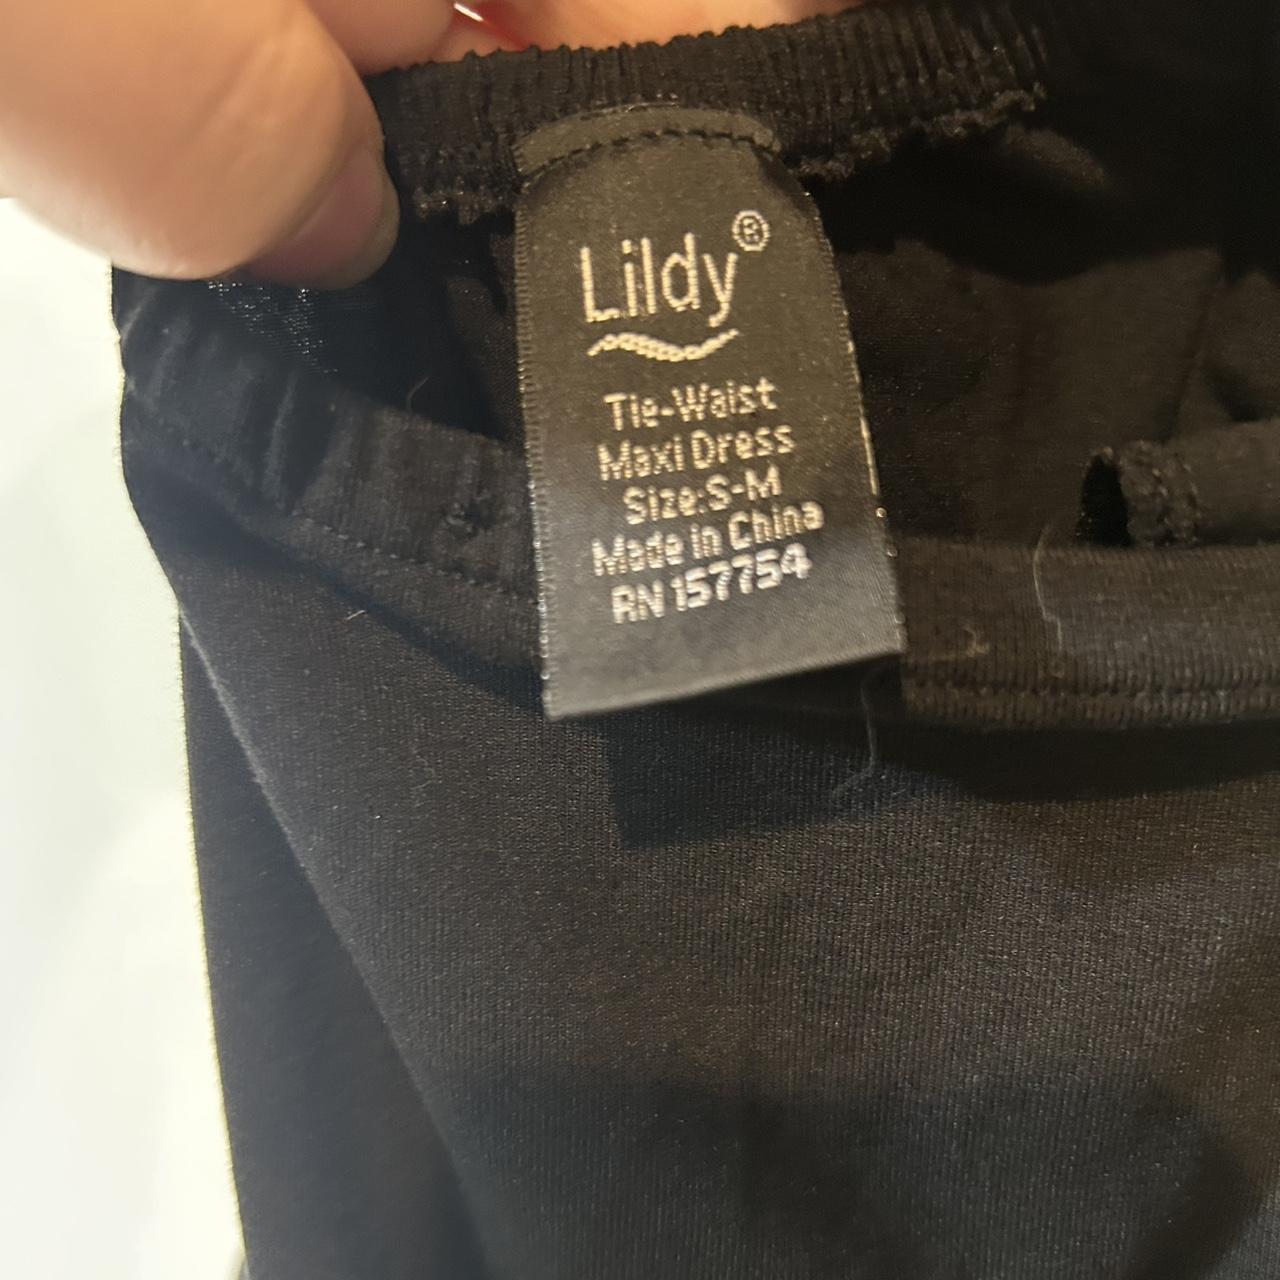 Lildy®
Tie-Waist
Maxi Dress
Size:S-M
Made in China
RN 157754